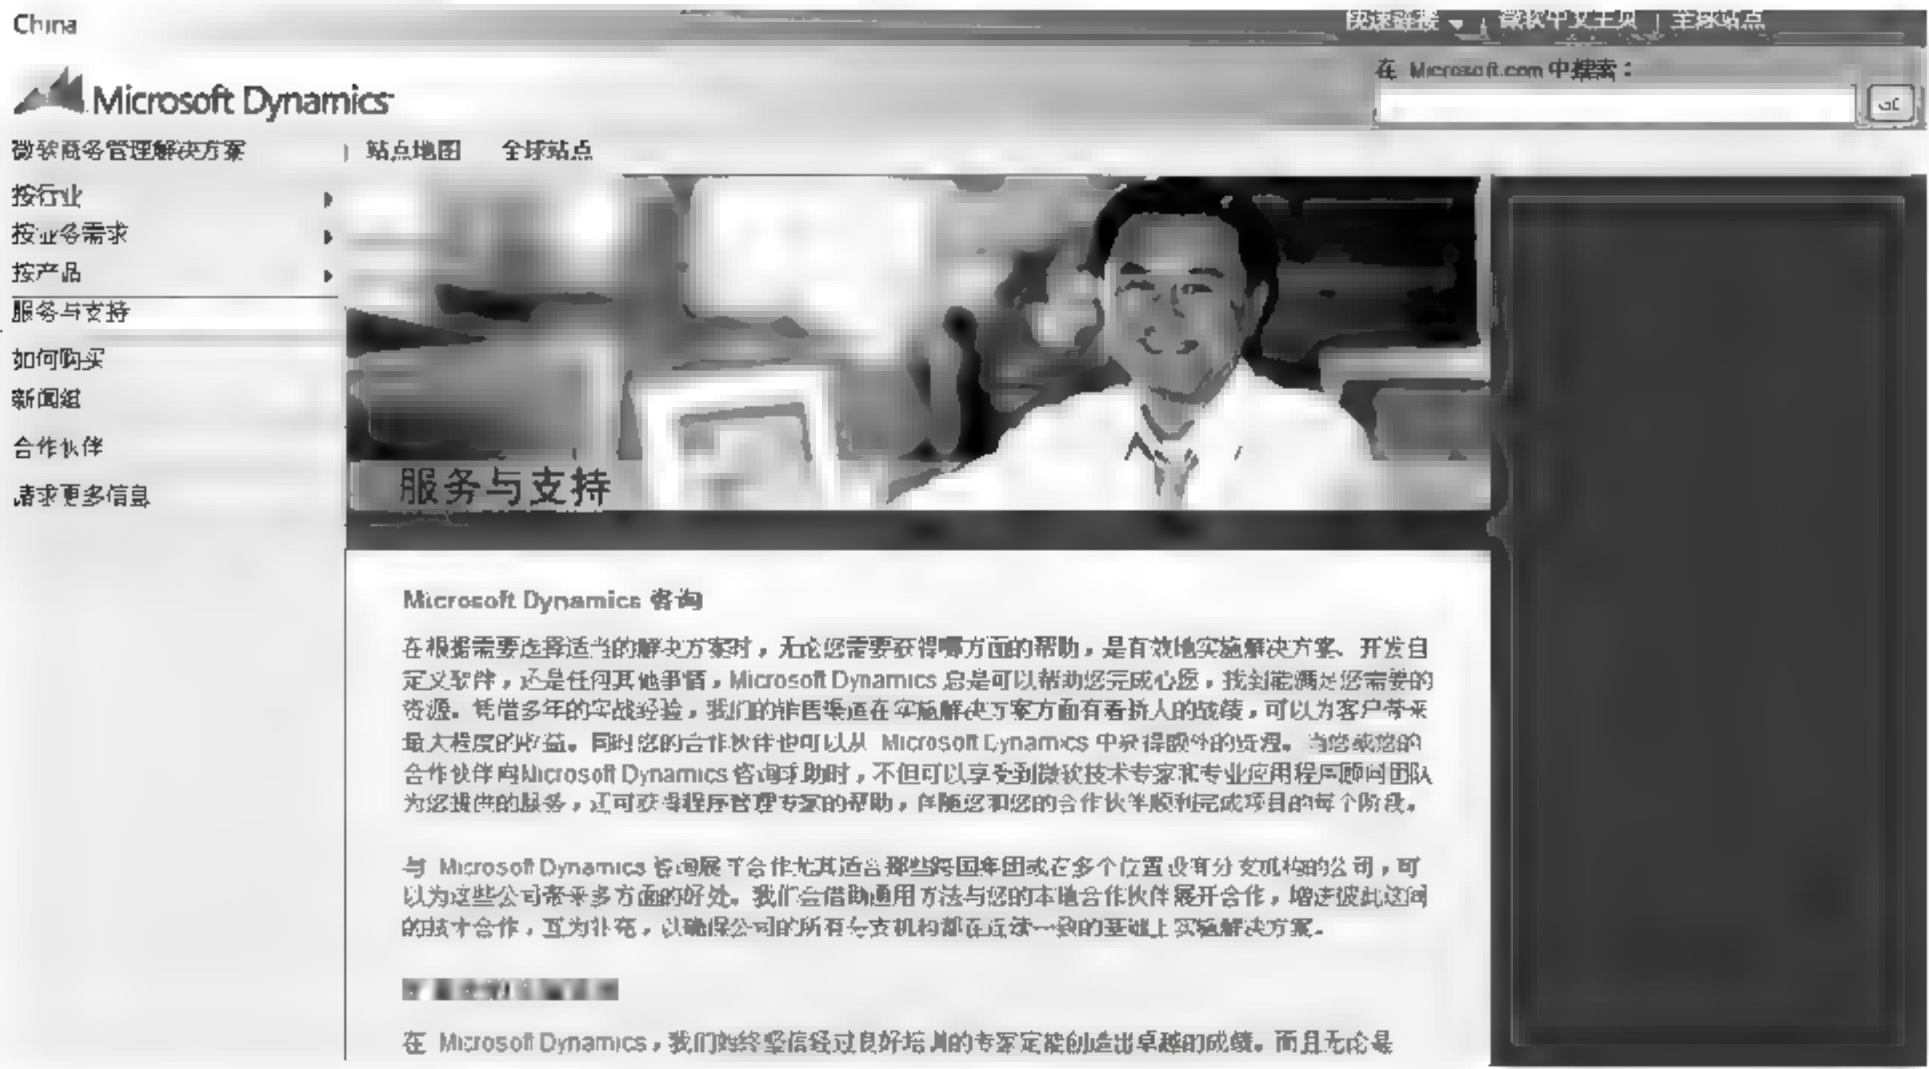 China
快速链接 | 微软中文主页 | 全球站点
在 Microsoft.com 中搜索：
Microsoft Dynamics
微软商务管理解决方案 | 站点地图 全球站点
按行业
按业务需求
按产品
服务与支持
如何购买
新闻组
合作伙伴
请求更多信息
服务与支持
Microsoft Dynamics 咨询
在根据需要选择适当的解决方案时，无论您需要获得哪方面的帮助，是有效地实施解决方案、开发自
定义软件，还是任何其他事情，Microsoft Dynamics 总是可以帮助您完成心愿，找到能满足您需要的
资源。凭借多年的实战经验，我们的销售渠道在实施解决方案方面有着骄人的战绩，可以为客户带来
最大程度的收益。同时您的合作伙伴也可以从 Microsoft Dynamics 中获得额外的资源。当您或您的
合作伙伴向Microsoft Dynamics 咨询求助时，不但可以享受到微软技术专家和专业应用程序顾问团队
为您提供的服务，还可获得程序管理专家的帮助，伴随您和您的合作伙伴顺利完成项目的每个阶段。
与 Microsoft Dynamics 咨询展开合作尤其适合那些跨国集团或在多个位置设有分支机构的公司，可
以为这些公司带来多方面的好处。我们会借助通用方法与您的本地合作伙伴展开合作，增进彼此这间
的技术合作，互为补充，以确保公司的所有分支机构都在连续一致的基础上实施解决方案。
在 Microsoft Dynamics，我们始终坚信经过良好培训的专家定能创造出卓越的成绩。而且无论是